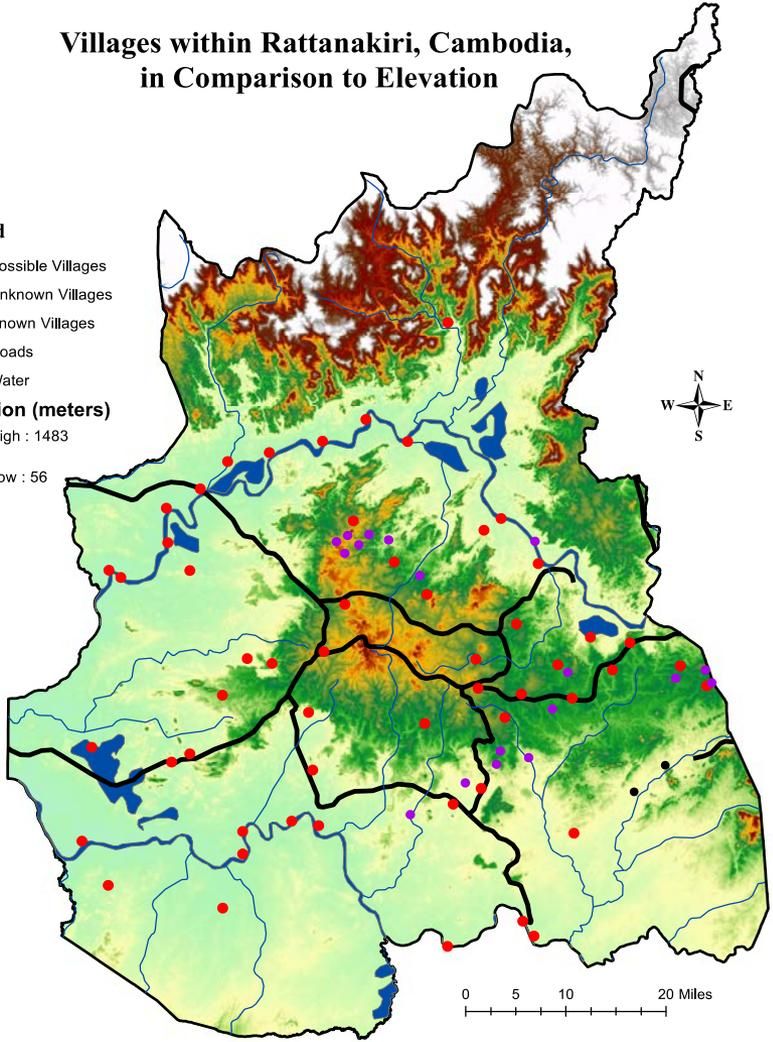 Villages within Rattanakiri, Cambodia,
in Comparison to Elevation
d
ossible Villages
nknown Villages
nown Villages
oads
Water
ion (meters)
igh : 1483
ow : 56
N
W E
S
0 5 10 20 Miles